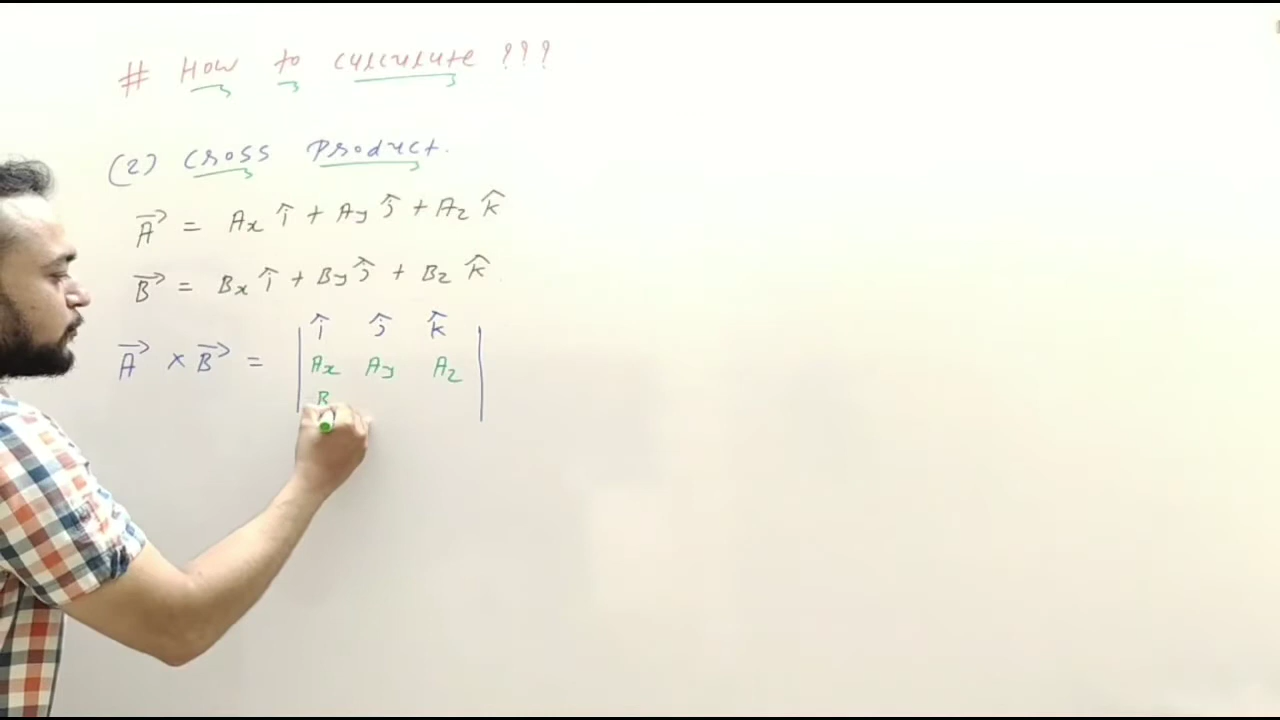 # How to calculate ???
(2) Cross Product.
A⃗ = Ax î + Ay ĵ + Az k̂
B⃗ = Bx î + By ĵ + Bz k̂
î ĵ k̂
A⃗ × B⃗ = | Ax Ay Az |
B